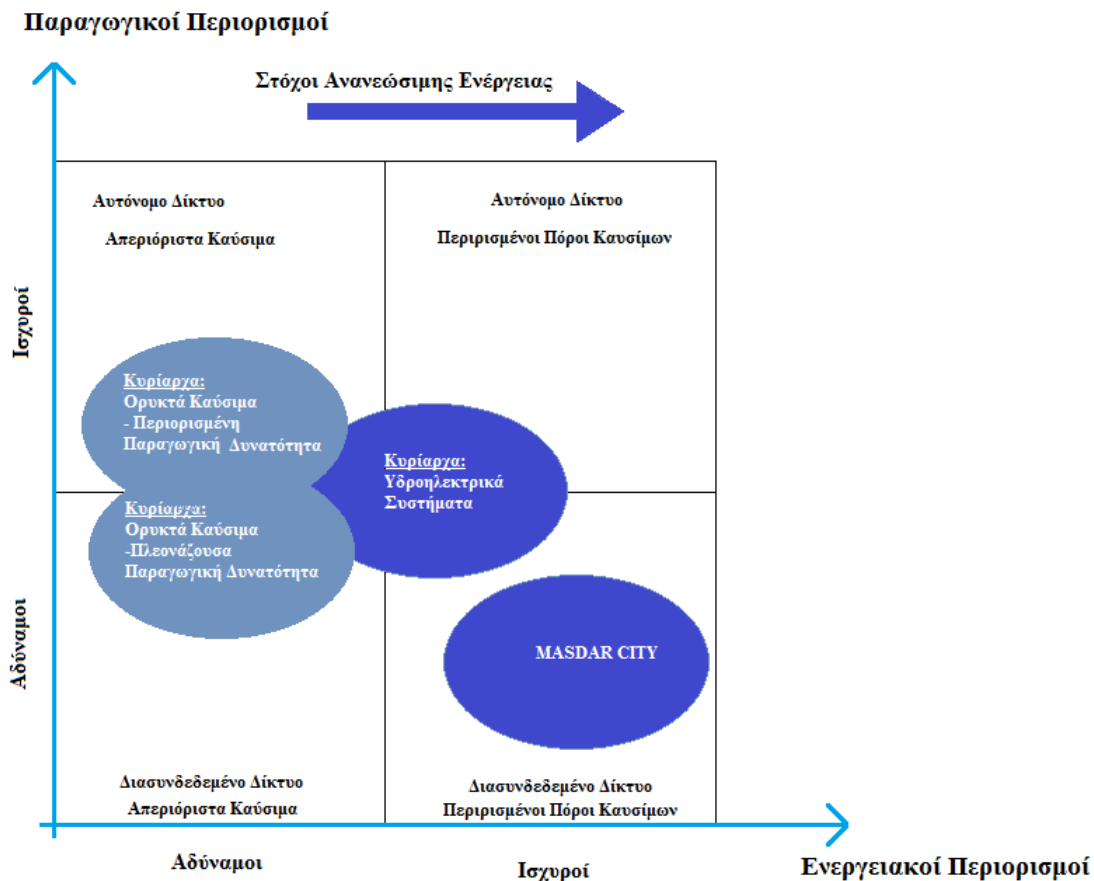 Παραγωγικοί Περιορισμοί
Στόχοι Ανανεώσιμης Ενέργειας
Αυτόνομο Δίκτυο
Απεριόριστα Καύσιμα
Αυτόνομο Δίκτυο
Περιρισμένοι Πόροι Καυσίμων
Ισχυροί
Κυρίαρχα:
Ορυκτά Καύσιμα
- Περιορισμένη
Παραγωγική Δυνατότητα
Κυρίαρχα:
Υδροηλεκτρικά
Συστήματα
Κυρίαρχα:
Ορυκτά Καύσιμα
-Πλεονάζουσα
Παραγωγική Δυνατότητα
Αδύναμοι
MASDAR CITY
Διασυνδεδεμένο Δίκτυο
Απεριόριστα Καύσιμα
Διασυνδεδεμένο Δίκτυο
Περιρισμένοι Πόροι Καυσίμων
Αδύναμοι
Ισχυροί
Ενεργειακοί Περιορισμοί